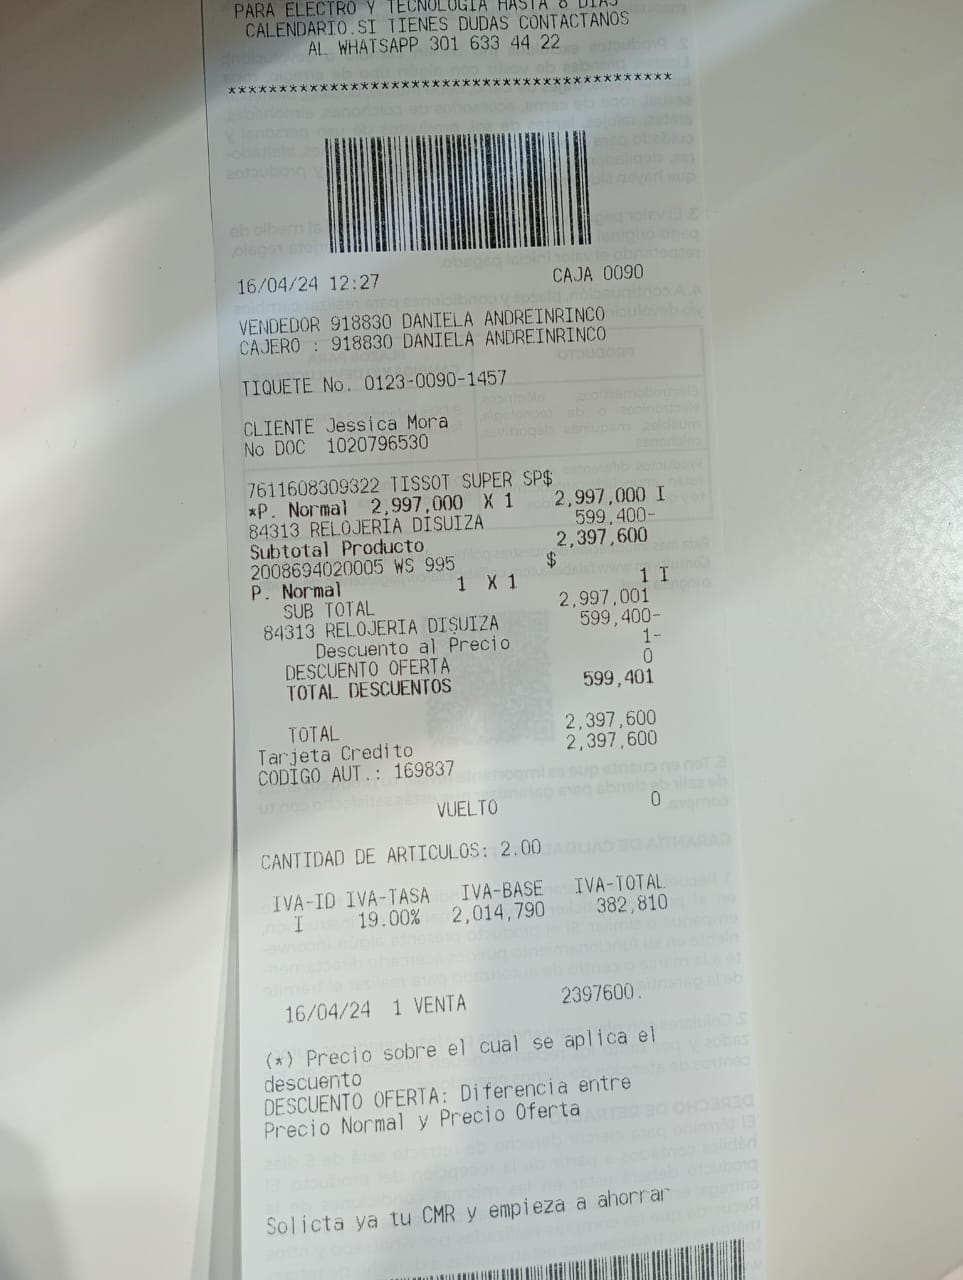 PARA ELECTRO Y TECNOLOGIA HASTA 8 DIAS
CALENDARIO.SI TIENES DUDAS CONTACTANOS
AL WHATSAPP 301 633 44 22
*******************************************
16/04/24 12:27 CAJA 0090
VENDEDOR 918830 DANIELA ANDREINRINCO
CAJERO : 918830 DANIELA ANDREINRINCO
TIQUETE No. 0123-0090-1457
CLIENTE Jessica Mora
No DOC 1020796530
7611608309322 TISSOT SUPER SP$
*P. Normal 2,997,000 X 1 2,997,000 I
84313 RELOJERIA DISUIZA 599,400-
Subtotal Producto 2,397,600
2008694020005 WS 995 $
P. Normal 1 X 1 1 I
SUB TOTAL 2,997,001
84313 RELOJERIA DISUIZA 599,400-
Descuento al Precio 1-
DESCUENTO OFERTA 0
TOTAL DESCUENTOS 599,401
TOTAL 2,397,600
Tarjeta Credito 2,397,600
CODIGO AUT.: 169837
VUELTO 0
CANTIDAD DE ARTICULOS: 2.00
IVA-ID IVA-TASA IVA-BASE IVA-TOTAL
I 19.00% 2,014,790 382,810
16/04/24 1 VENTA 2397600.
(*) Precio sobre el cual se aplica el
descuento
DESCUENTO OFERTA: Diferencia entre
Precio Normal y Precio Oferta
Solicta ya tu CMR y empieza a ahorrar